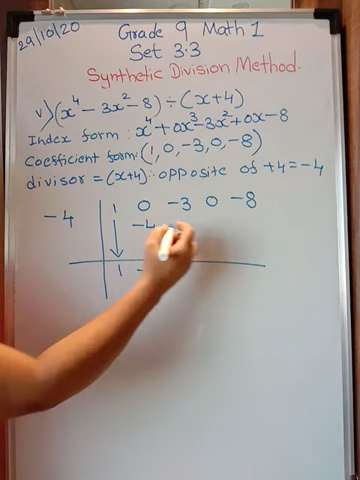 29/10/20
Grade 9 Math 1
Set 3.3
Synthetic Division Method.
v) (x⁴ - 3x² - 8) ÷ (x+4)
Index form: x⁴ + 0x³ - 3x² + 0x - 8
Coefficient form: (1, 0, -3, 0, -8)
divisor = (x+4) ∴ opposite of +4 = -4
-4 | 1 0 -3 0 -8
-4
1 -